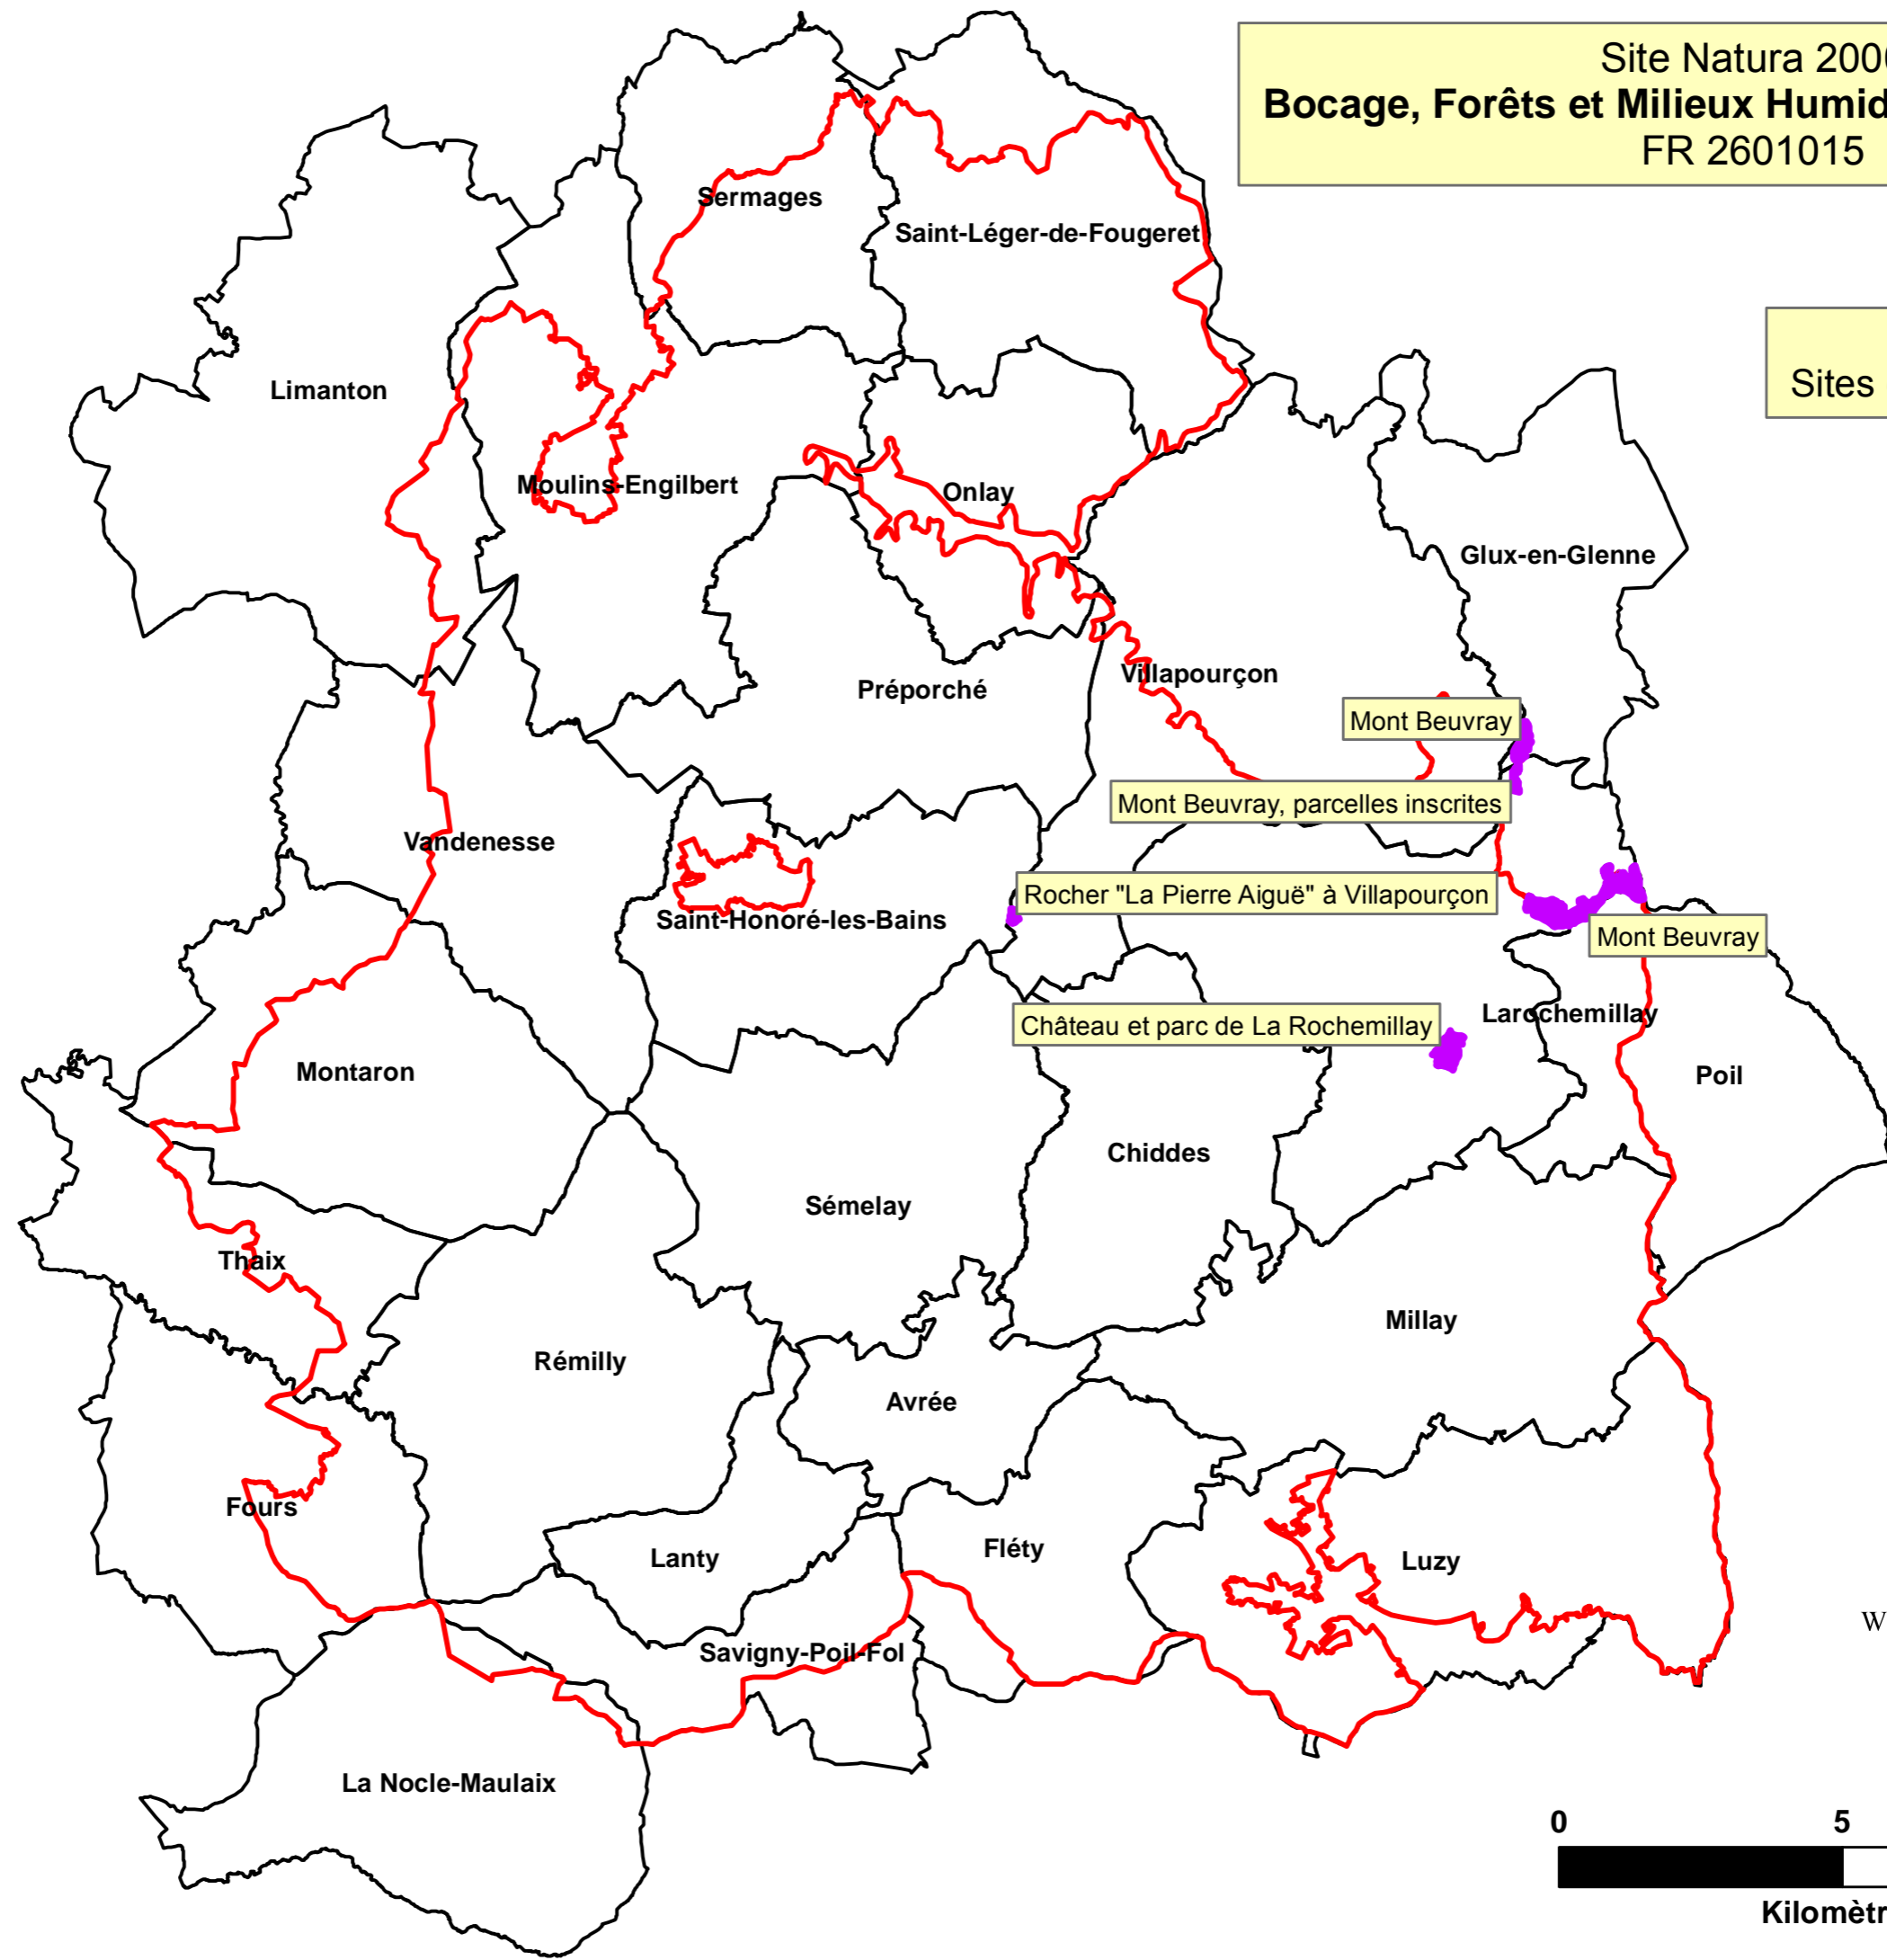 Site Natura 200
Bocage, Forêts et Milieux Humid
FR 2601015
Sites
Sermages
Saint-Léger-de-Fougeret
Limanton
Moulins-Engilbert
Onlay
Glux-en-Glenne
Villapourçon
Préporché
Mont Beuvray
Mont Beuvray, parcelles inscrites
Vandenesse
Rocher "La Pierre Aiguë" à Villapourçon
Saint-Honoré-les-Bains
Mont Beuvray
Larochemillay
Château et parc de La Rochemillay
Montaron
Poil
Chiddes
Sémelay
Thaix
Millay
Rémilly
Avrée
Fours
Fléty
Lanty
Luzy
W
Savigny-Poil-Fol
La Nocle-Maulaix
0 5
Kilomètr